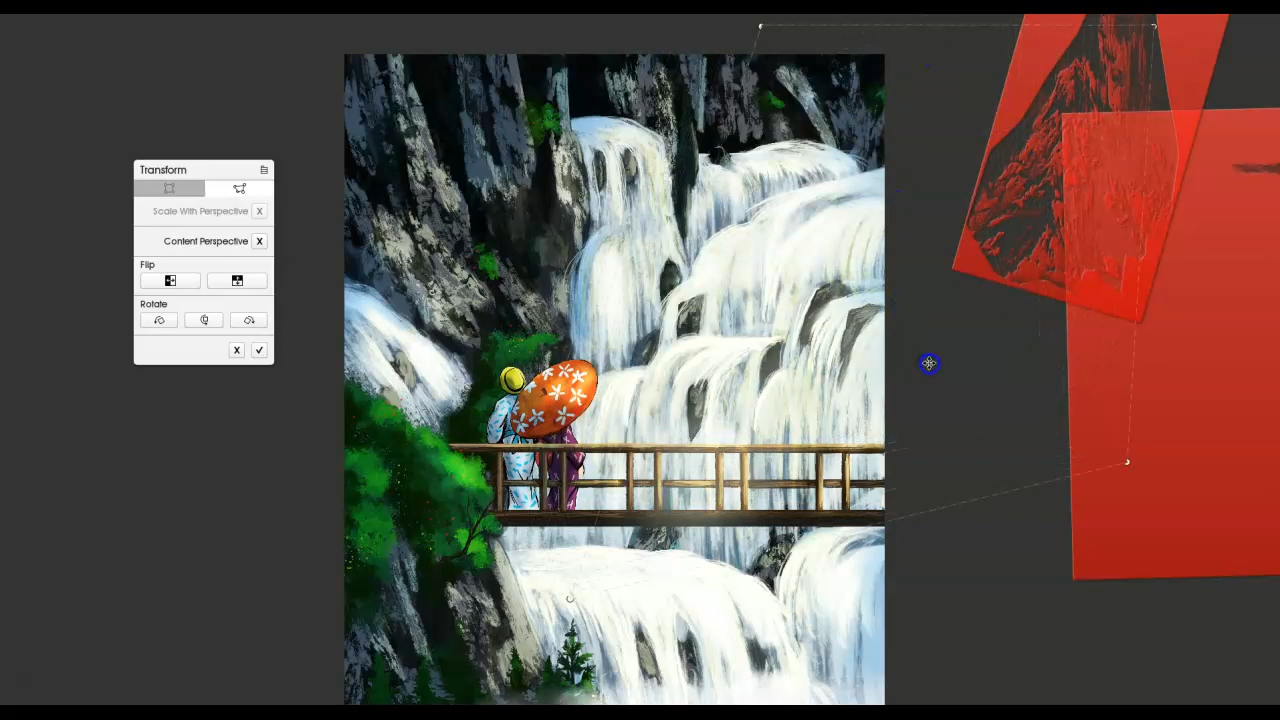 Transform
Scale With Perspective X
Content Perspective X
Flip
Rotate
X